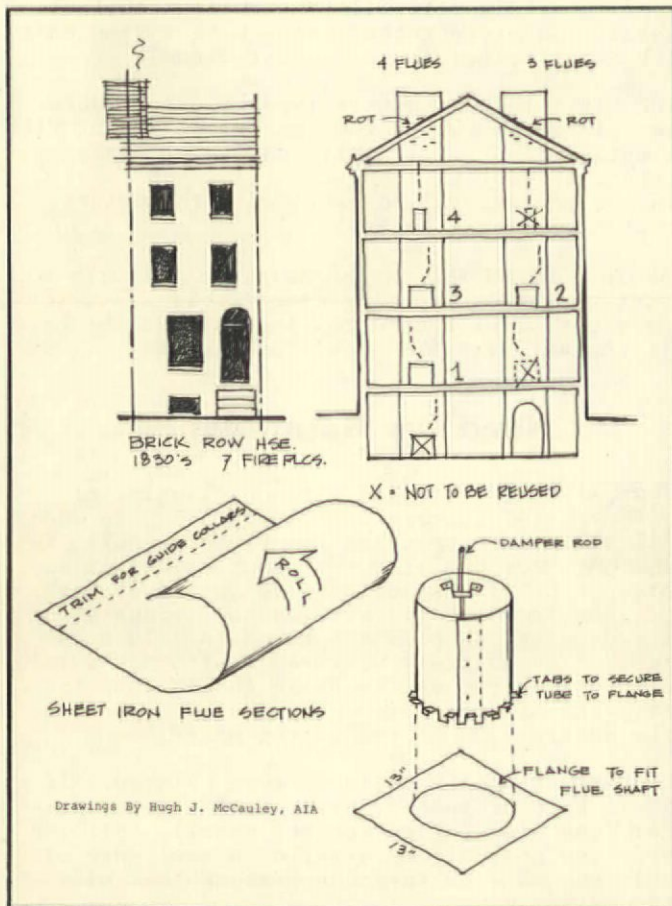 4 FLUES
3 FLUES
ROT
ROT
4
3
2
1
BRICK ROW HSE.
1830's 7 FIREPLCS.
X = NOT TO BE REUSED
TRIM FOR GUIDE COLLARS
ROLL
SHEET IRON FLUE SECTIONS
DAMPER ROD
TABS TO SECURE
TUBE TO FLANGE
FLANGE TO FIT
FLUE SHAFT
13"
13"
Drawings By Hugh J. McCauley, AIA